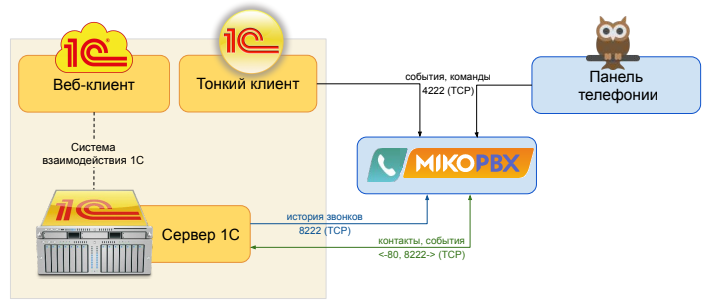 1С
Веб-клиент
1С
Тонкий клиент
события, команды
4222 (TCP)
Панель
телефонии
Система
взаимодействия 1С
MIKOPBX
1С
Сервер 1С
история звонков
8222 (TCP)
контакты, события
<-80, 8222-> (TCP)